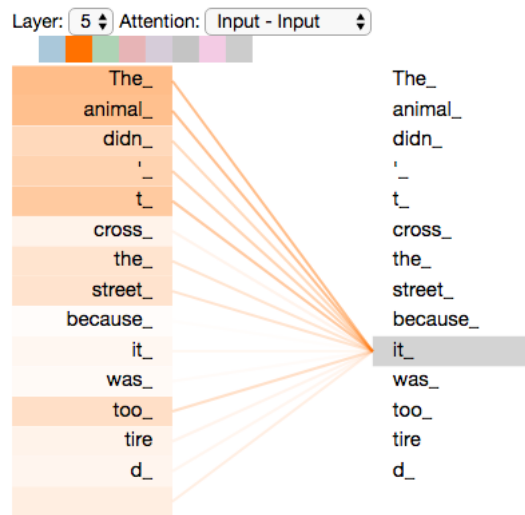 Layer: 5 Attention: Input - Input
The_ The_
animal_ animal_
didn_ didn_
'_ '_
t_ t_
cross_ cross_
the_ the_
street_ street_
because_ because_
it_ it_
was_ was_
too_ too_
tire tire
d_ d_